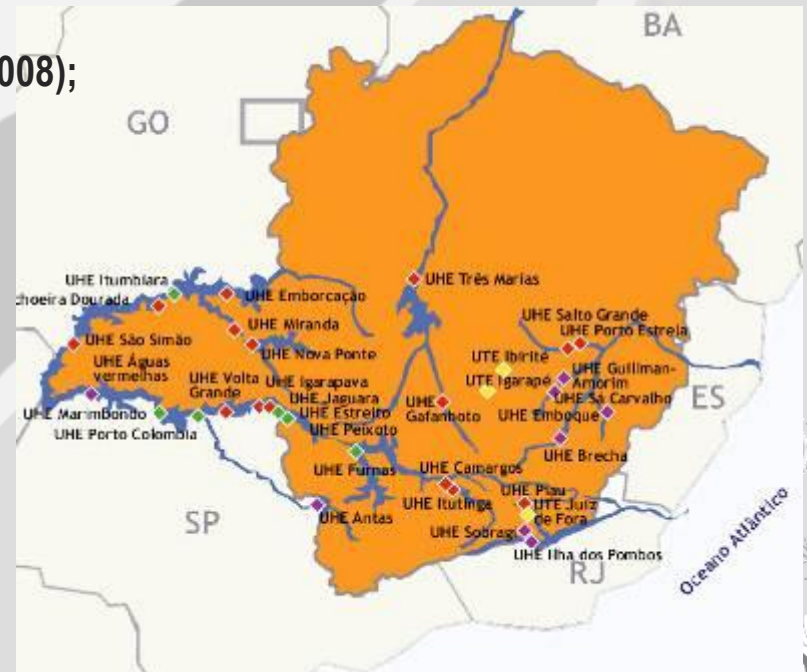 008);
BA
GO
UHE Itumbiara
choeira Dourada
UHE Emborcação
UHE Três Marias
UHE Miranda
UHE São Simão
UHE Nova Ponte
UHE Águas
vermelhas
UHE Salto Grande
UHE Porto Estrela
UTE Ibirité
UTE Igarapé
UHE Guilman-
Amorim
UHE Sá Carvalho
ES
UHE Volta
Grande
UHE Igarapava
UHE Jaguara
UHE Estreito
UHE Peixoto
UHE MarimBondo
UHE Porto Colombia
UHE
Gafanhoto
UHE Emboque
UHE Brecha
UHE Furnas
UHE Camargos
UHE Itutinga
UHE Piau
UTE Juiz
de Fora
UHE Antas
UHE Sobragi
UHE Ilha dos Pombos
SP
RJ
Oceano Atlântico